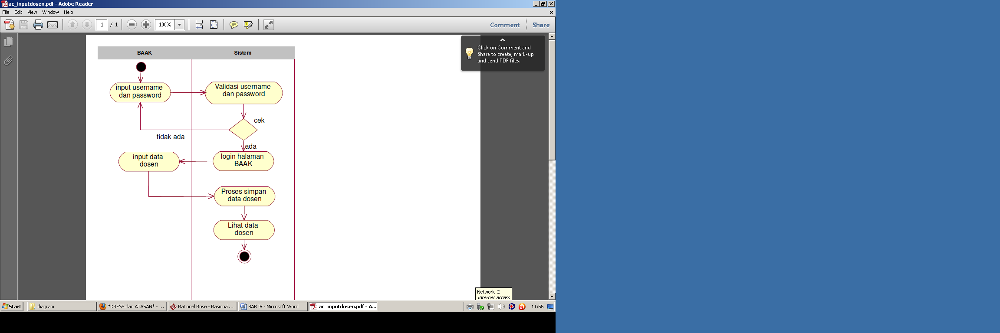 ac_inputdosen.pdf - Adobe Reader
File Edit View Window Help
1 / 1 100% Comment Share
Click on Comment and
Share to create, mark-up
and send PDF files.
BAAK Sistem
input username
dan password
Validasi username
dan password
cek
tidak ada
ada
input data
dosen
login halaman
BAAK
Proses simpan
data dosen
Lihat data
dosen
Network 2
Internet access
Start diagram *DRESS dan ATASAN* - ... Rational Rose - Rasional... BAB IV - Microsoft Word ac_inputdosen.pdf - A... 11:55